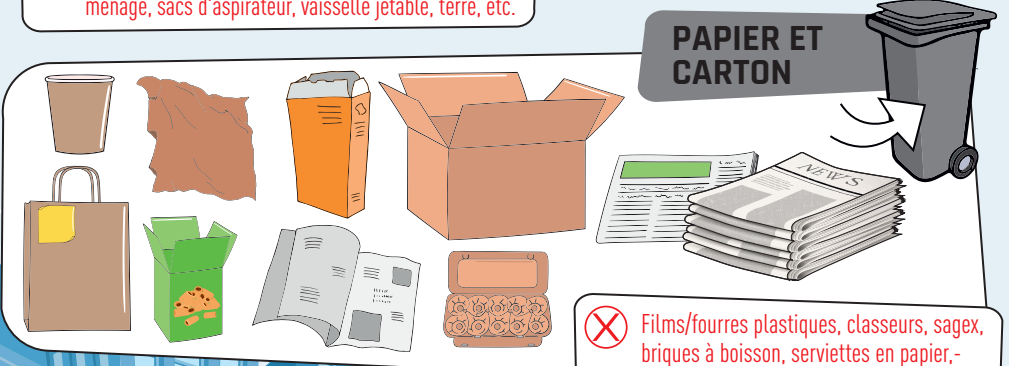 ménage, sacs d'aspirateur, vaisselle jetable, terre, etc.
PAPIER ET
CARTON
NEWS
Films/fourres plastiques, classeurs, sagex,
briques à boisson, serviettes en papier,-